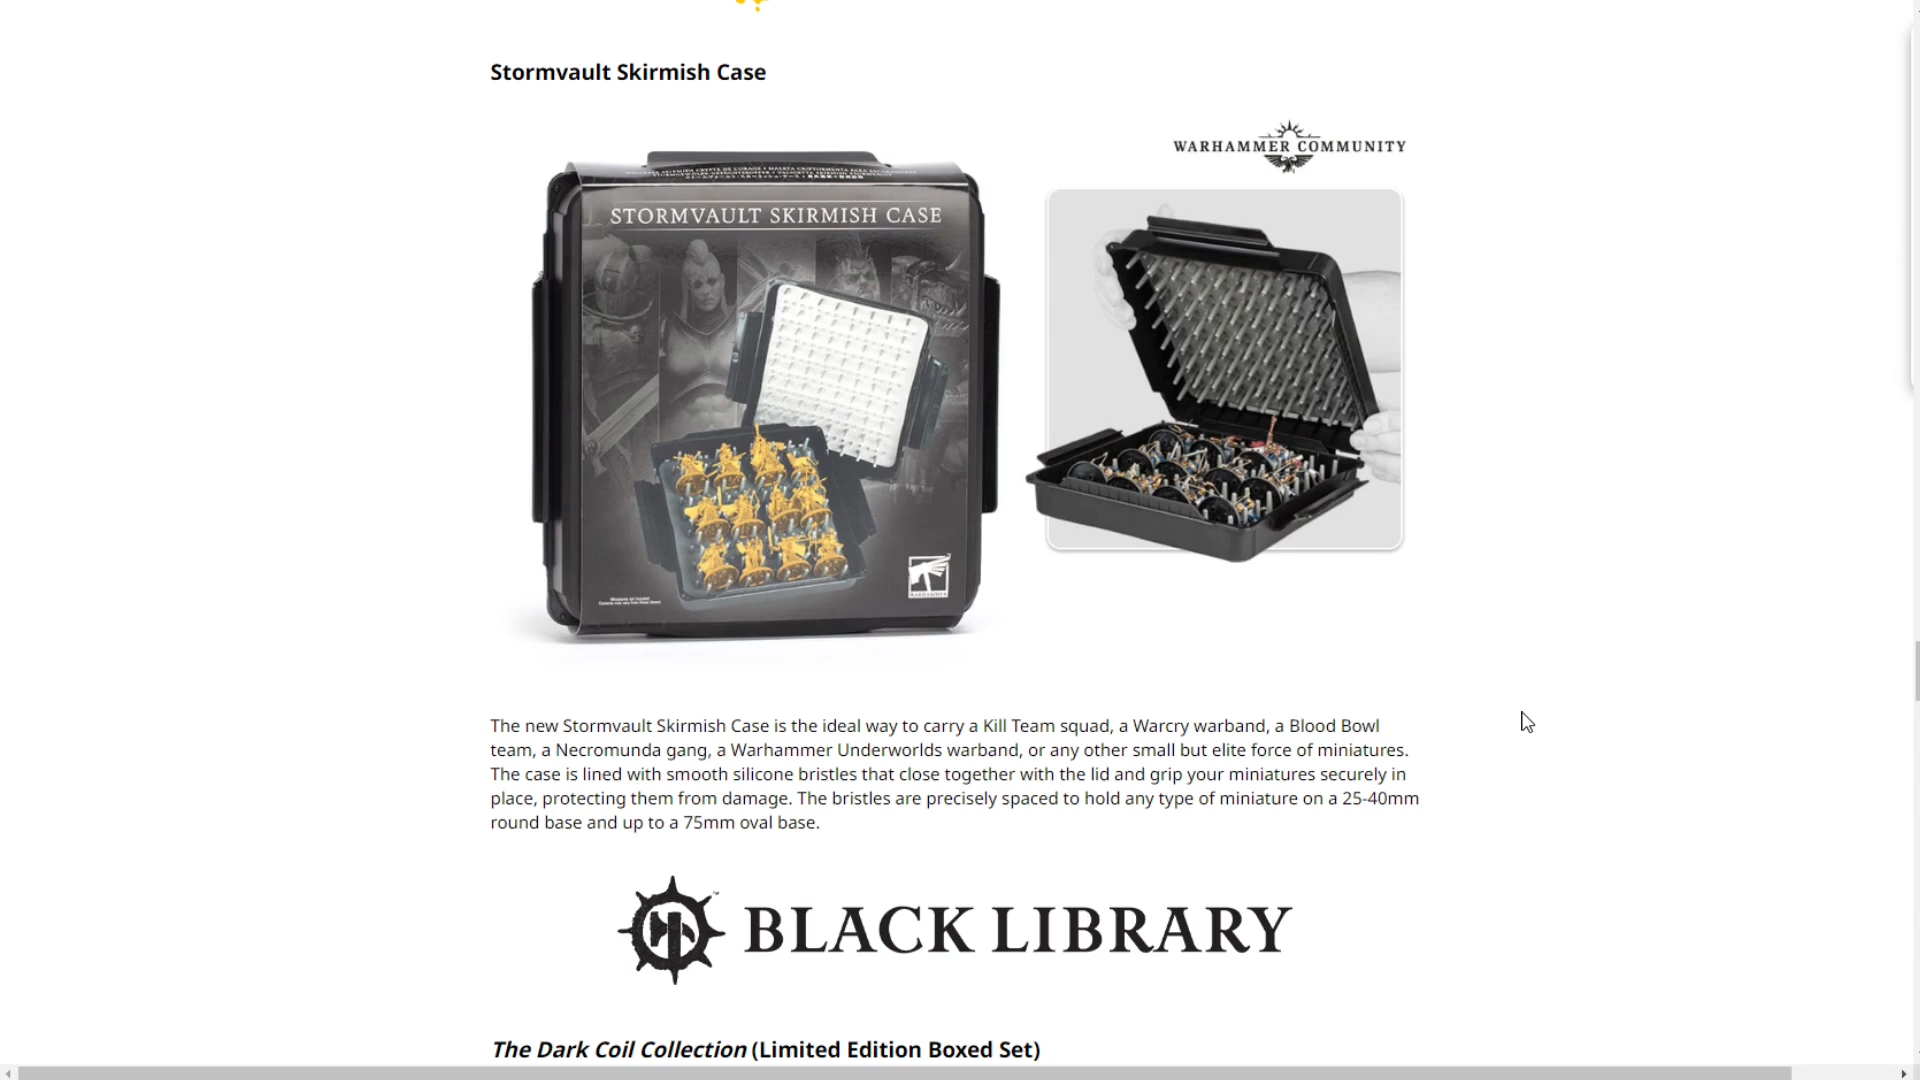 Stormvault Skirmish Case
WARHAMMER COMMUNITY
STORMVAULT SKIRMISH CASE
WARHAMMER
The new Stormvault Skirmish Case is the ideal way to carry a Kill Team squad, a Warcry warband, a Blood Bowl
team, a Necromunda gang, a Warhammer Underworlds warband, or any other small but elite force of miniatures.
The case is lined with smooth silicone bristles that close together with the lid and grip your miniatures securely in
place, protecting them from damage. The bristles are precisely spaced to hold any type of miniature on a 25-40mm
round base and up to a 75mm oval base.
BLACK LIBRARY
The Dark Coil Collection (Limited Edition Boxed Set)